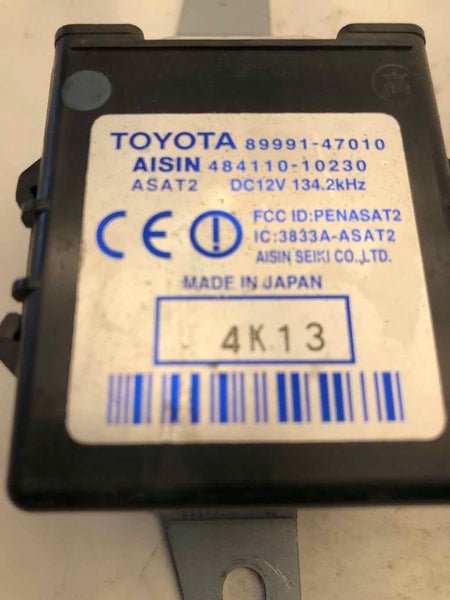 TOYOTA 89991-47010
AISIN 484110-10230
ASAT2 DC12V 134.2kHz
CE
FCC ID:PENASAT2
IC:3833A-ASAT2
AISIN SEIKI CO.,LTD.
MADE IN JAPAN
4K13